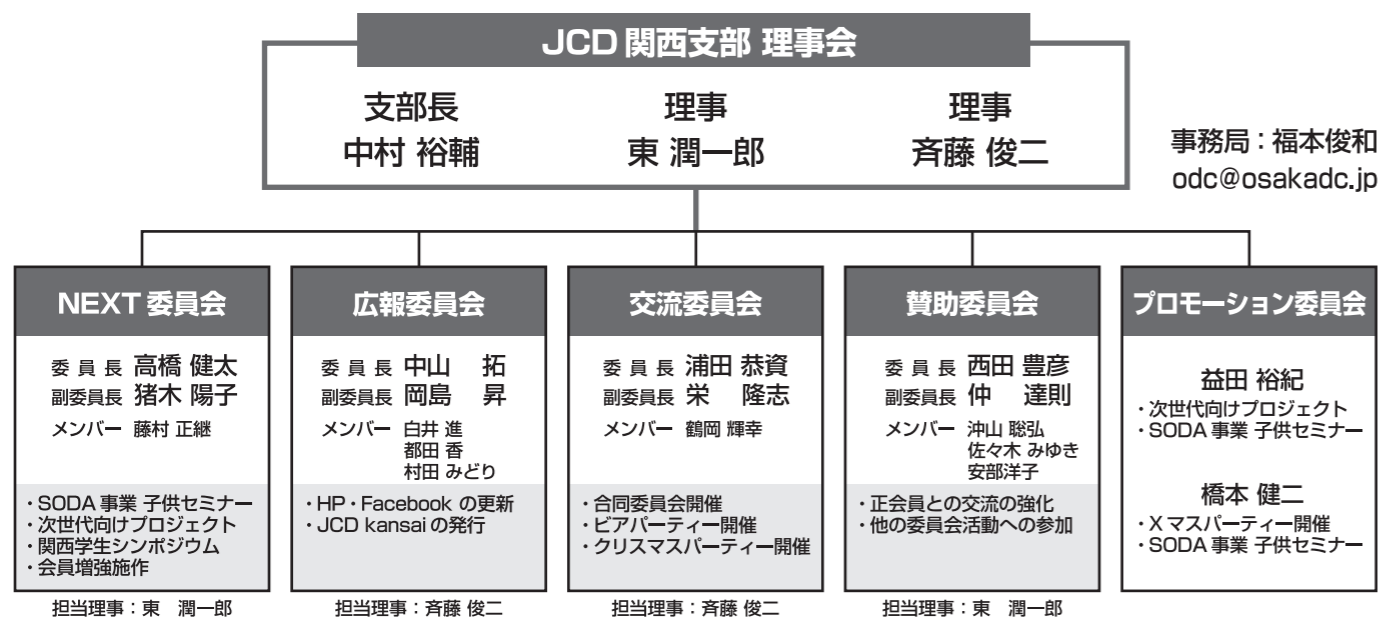 JCD 関西支部 理事会
支部長 理事 理事
中村 裕輔 東 潤一郎 斉藤 俊二
事務局：福本俊和
odc@osakadc.jp
NEXT 委員会
委 員 長 高橋 健太
副委員長 猪木 陽子
メンバー 藤村 正継
・SODA 事業 子供セミナー
・次世代向けプロジェクト
・関西学生シンポジウム
・会員増強施作
担当理事：東 潤一郎
広報委員会
委 員 長 中山 拓
副委員長 岡島 昇
メンバー 白井 進
都田 香
村田 みどり
・HP・Facebook の更新
・JCD kansaiの発行
担当理事：斉藤 俊二
交流委員会
委 員 長 浦田 恭資
副委員長 栄 隆志
メンバー 鶴岡 輝幸
・合同委員会開催
・ビアパーティー開催
・クリスマスパーティー開催
担当理事：斉藤 俊二
賛助委員会
委 員 長 西田 豊彦
副委員長 仲 達則
メンバー 沖山 聡弘
佐々木 みゆき
安部洋子
・正会員との交流の強化
・他の委員会活動への参加
担当理事：東 潤一郎
プロモーション委員会
益田 裕紀
・次世代向けプロジェクト
・SODA 事業 子供セミナー
橋本 健二
・X マスパーティー開催
・SODA 事業 子供セミナー